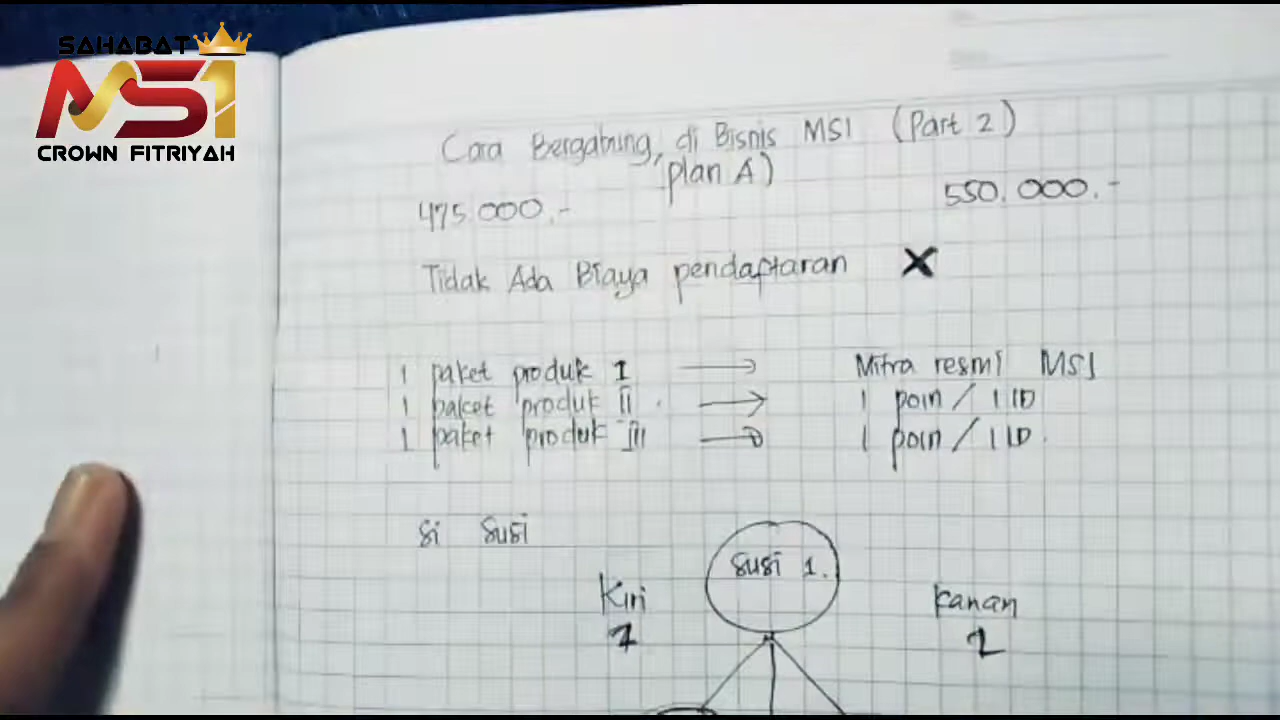 SAHABAT
MS1
CROWN FITRIYAH
Cara Bergabung di Bisnis MSI (Part 2)
plan A)
475.000.-
550.000.-
Tidak Ada Biaya pendaftaran X
1 paket produk I → Mitra resmi MSI
1 paket produk II → 1 poin / 1 ID
1 paket produk III → 1 poin / 1 ID.
Si Susi
Susi 1.
Kiri
1
kanan
1